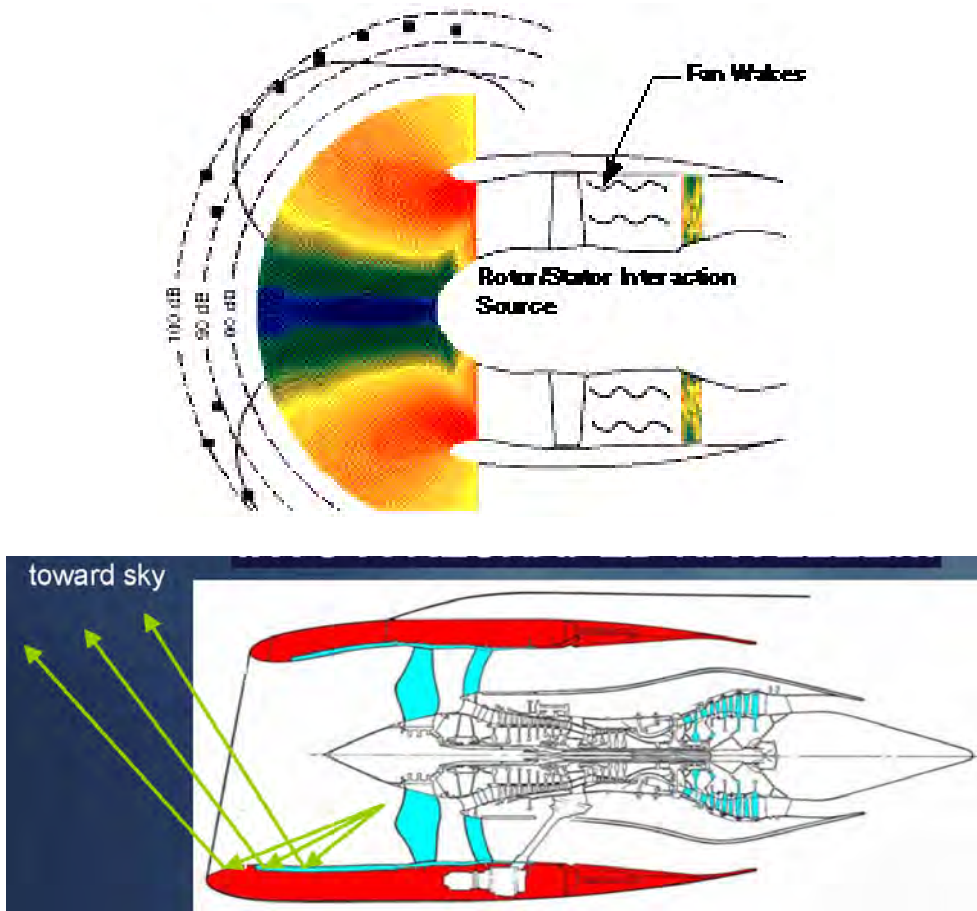 Fan Wakes
Rotor/Stator Interaction
Source
100 dB
90 dB
80 dB
toward sky